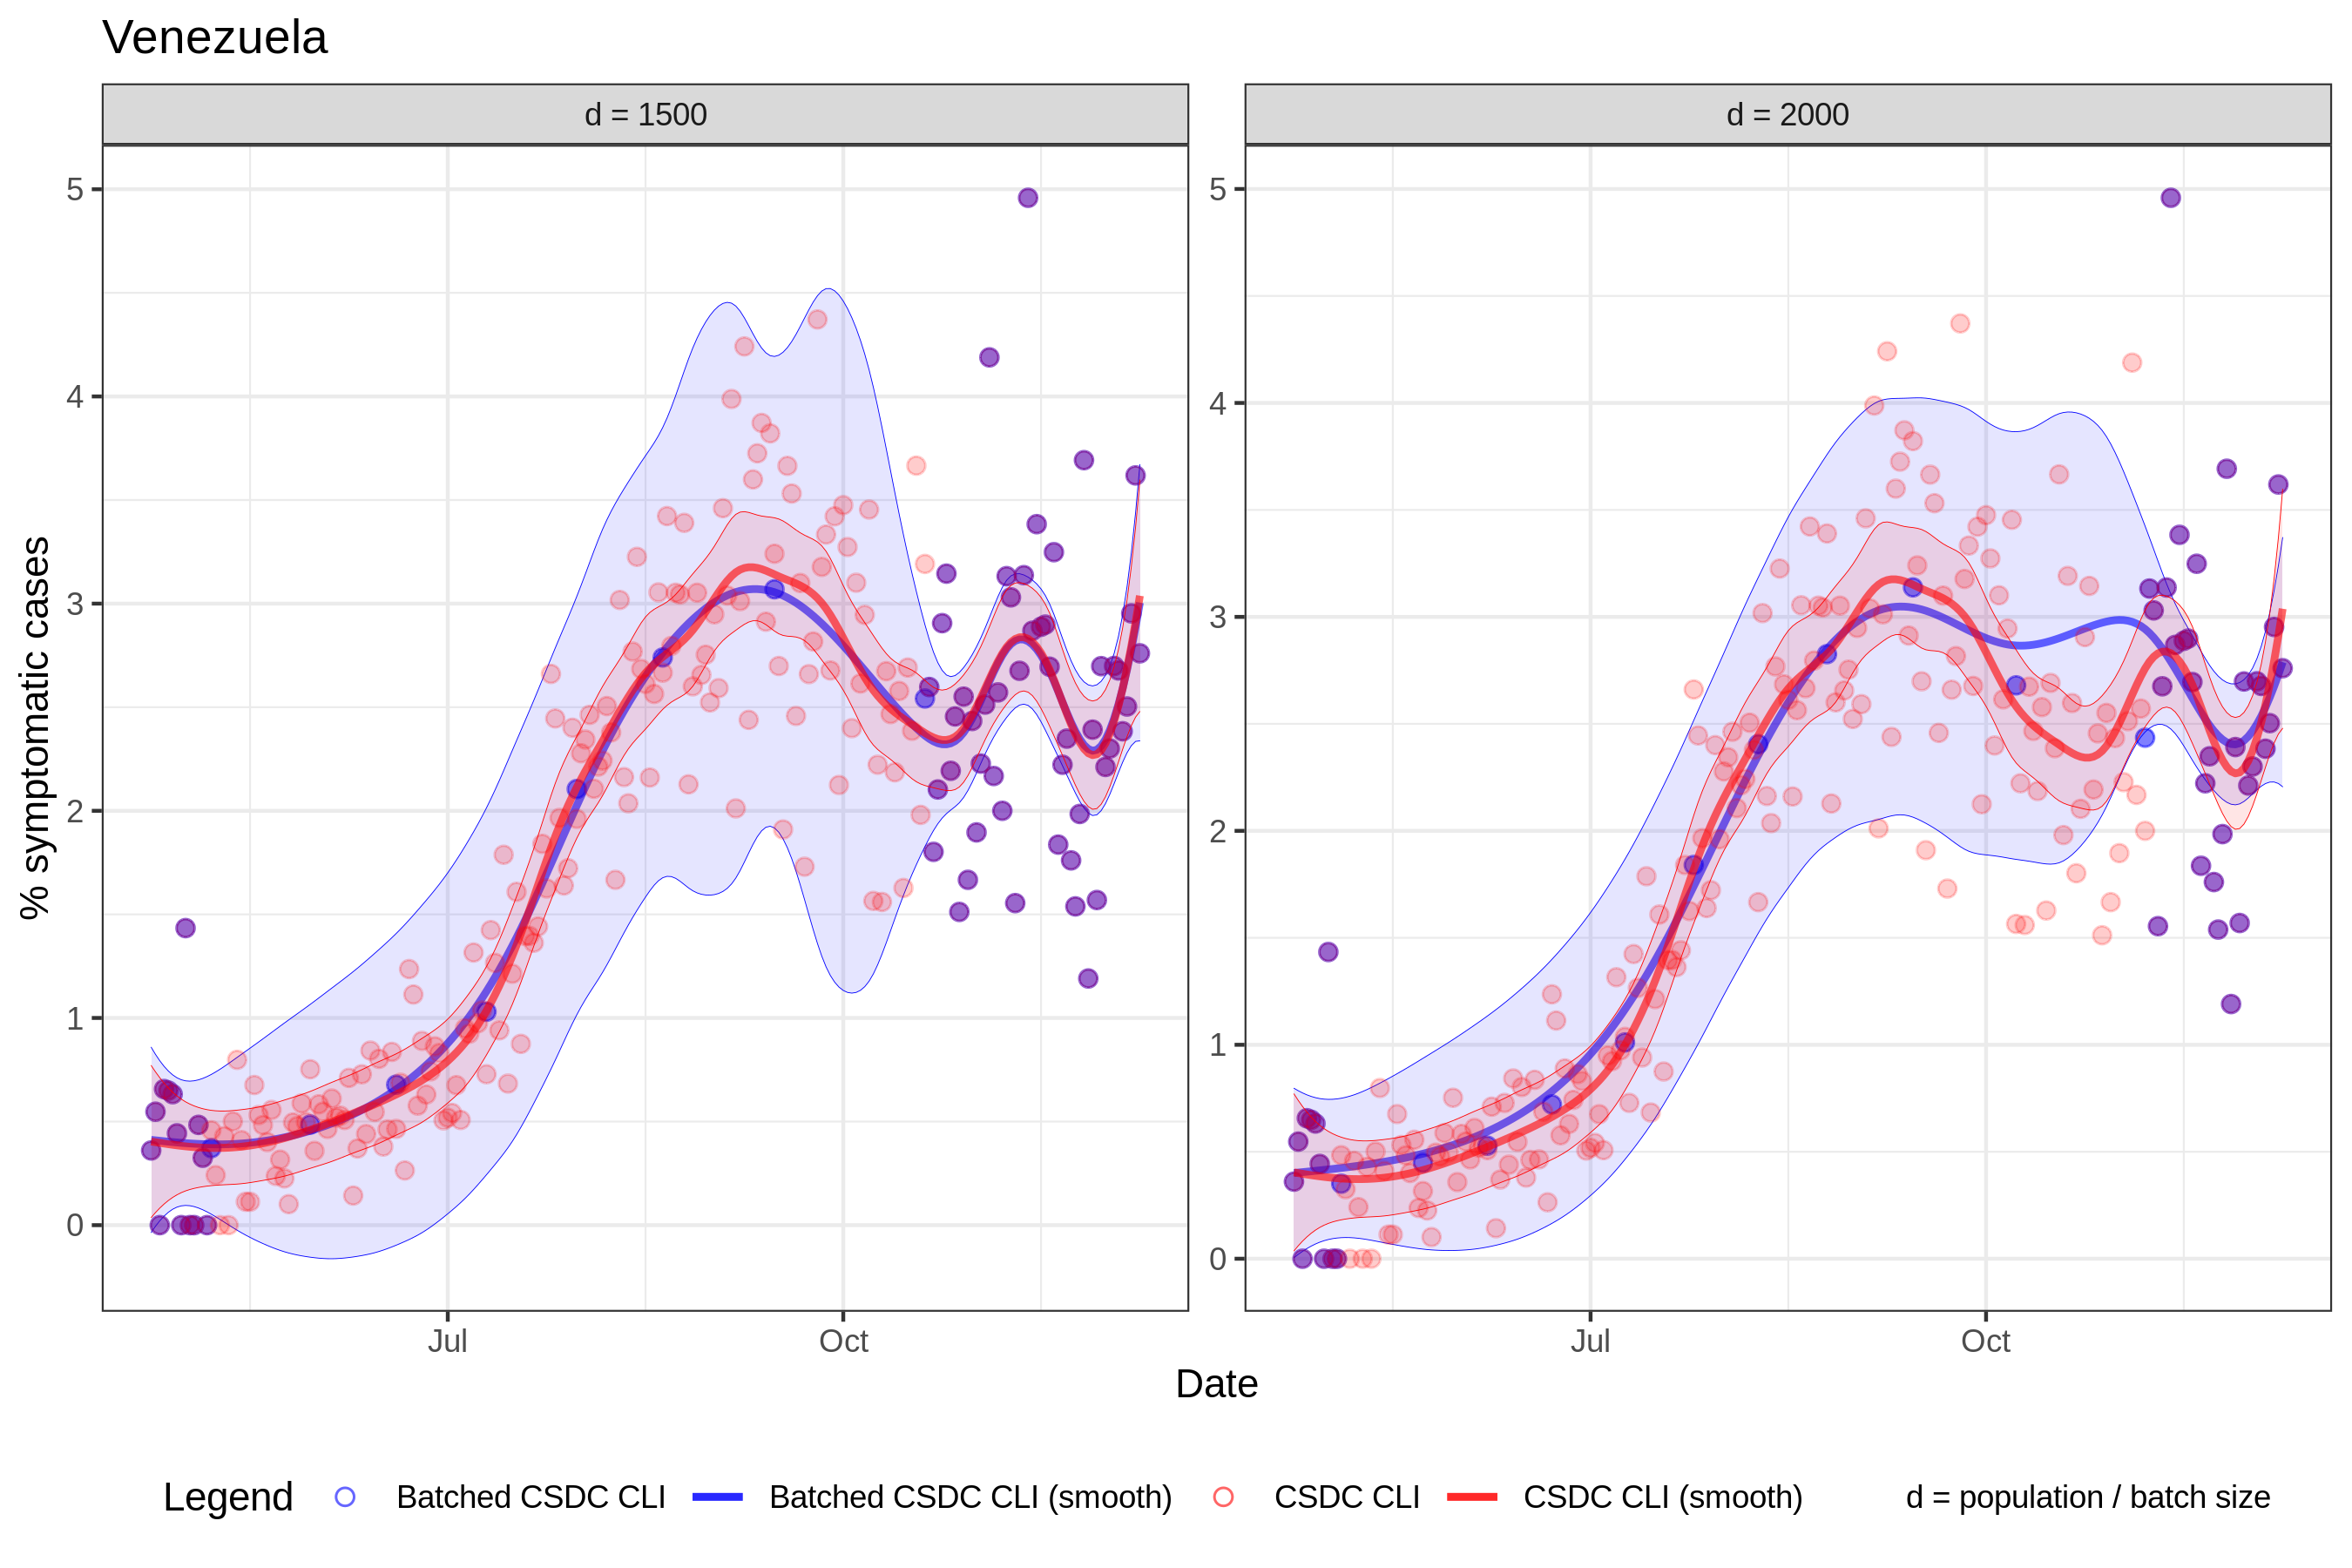 Venezuela
d = 1500
d = 2000
% symptomatic cases
5
4
3
2
1
0
5
4
3
2
1
0
Jul
Oct
Jul
Oct
Date
Legend
Batched CSDC CLI
Batched CSDC CLI (smooth)
CSDC CLI
CSDC CLI (smooth)
d = population / batch size